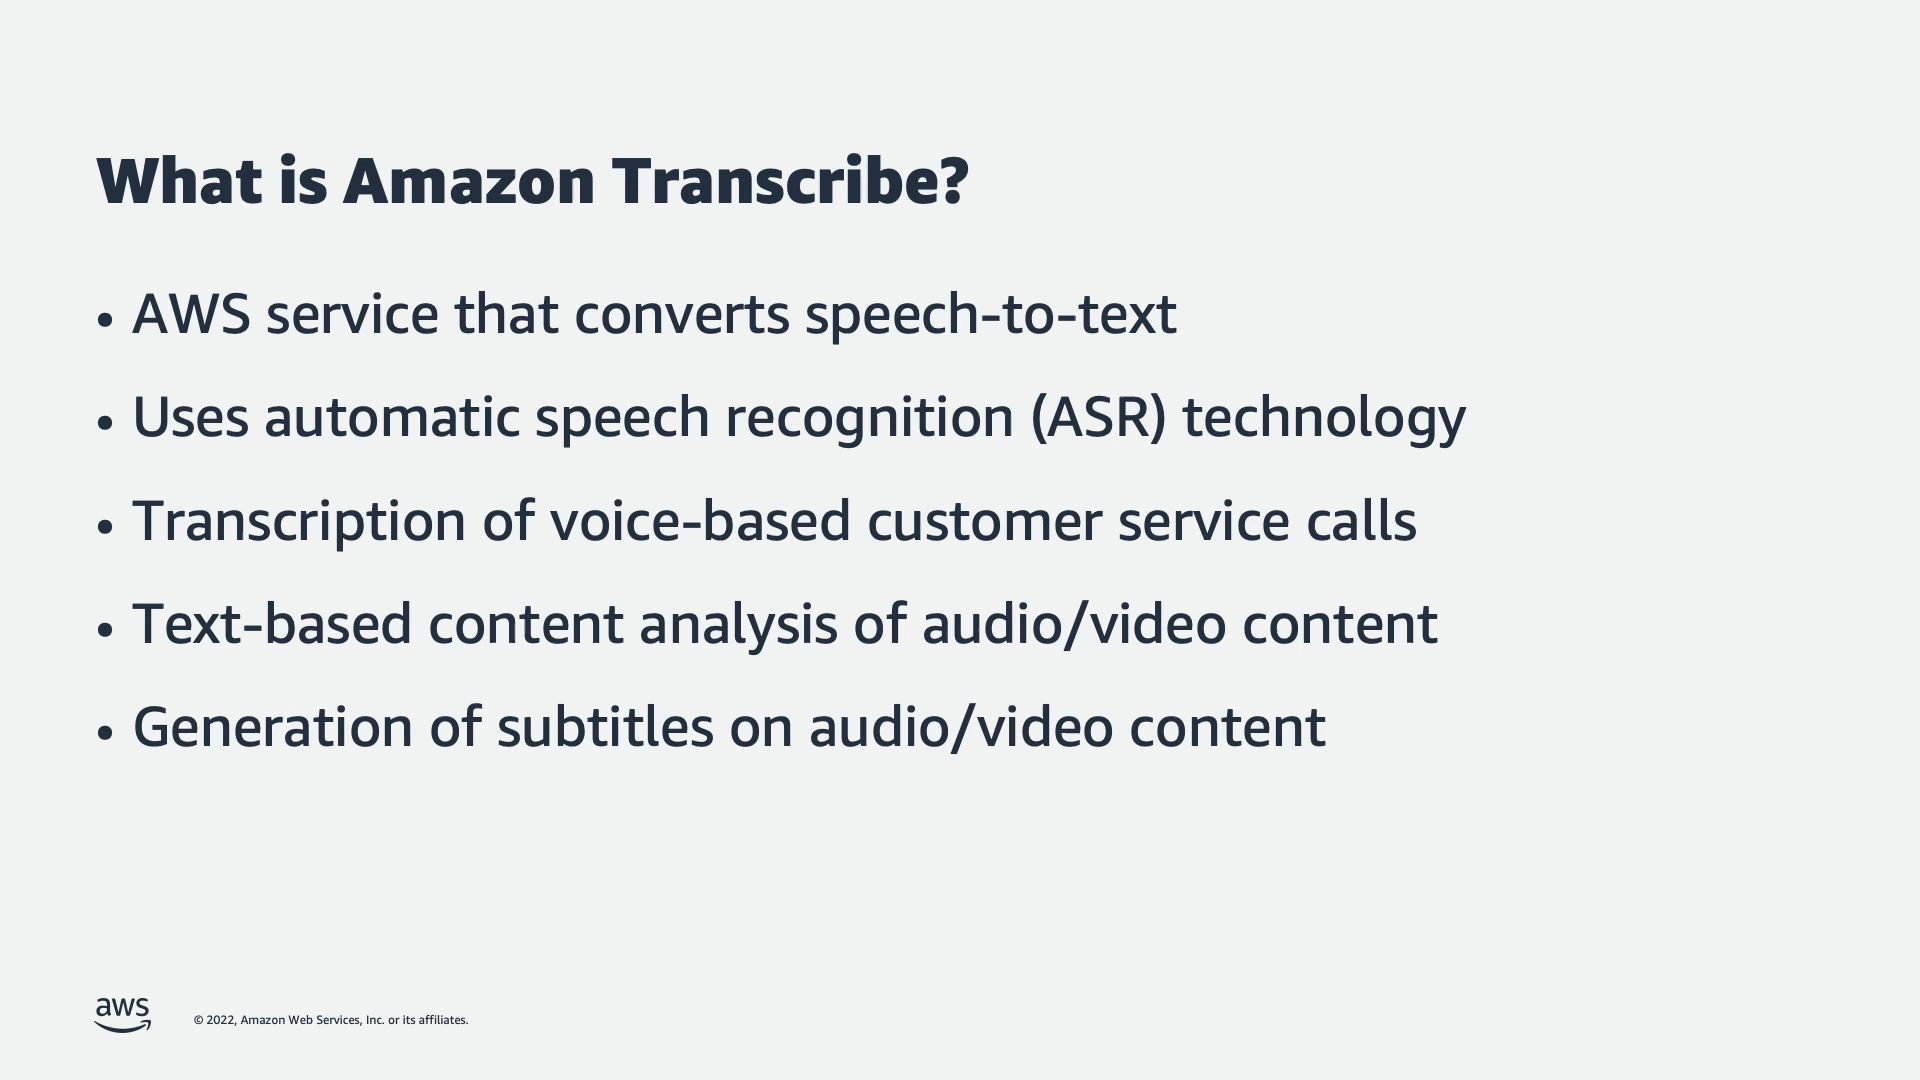 What is Amazon Transcribe?
• AWS service that converts speech-to-text
• Uses automatic speech recognition (ASR) technology
• Transcription of voice-based customer service calls
• Text-based content analysis of audio/video content
• Generation of subtitles on audio/video content
aws
© 2022, Amazon Web Services, Inc. or its affiliates.